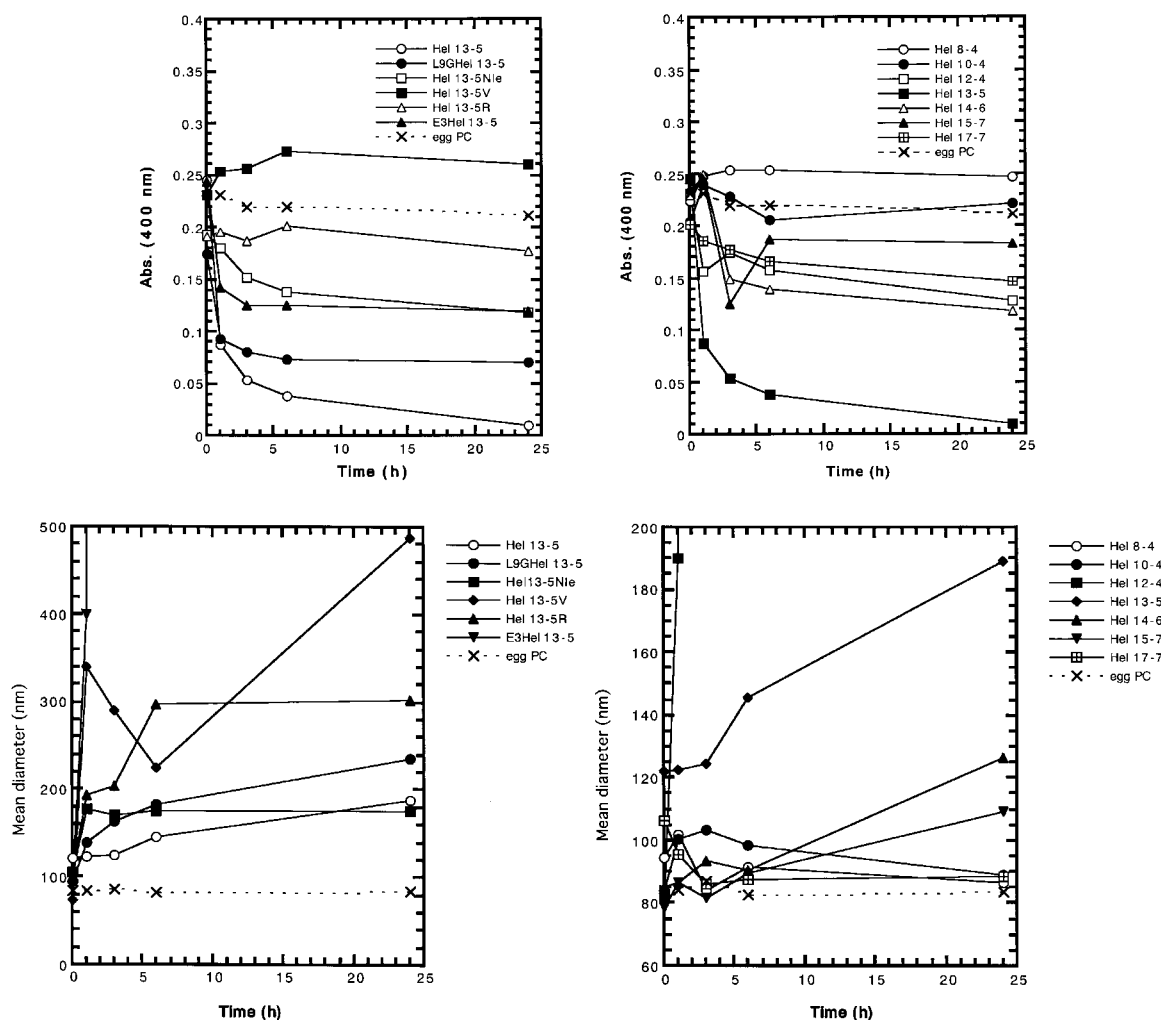 0.4
0.35
0.3
0.25
0.2
0.15
0.1
0.05
0
Abs. (400 nm)
Hel 13-5
L9GHel 13-5
Hel 13-5Nle
Hel 13-5V
Hel 13-5R
E3Hel 13-5
egg PC
0 5 10 15 20 25
Time (h)
0.4
0.35
0.3
0.25
0.2
0.15
0.1
0.05
0
Abs. (400 nm)
Hel 8-4
Hel 10-4
Hel 12-4
Hel 13-5
Hel 14-6
Hel 15-7
Hel 17-7
egg PC
0 5 10 15 20 25
Time (h)
500
400
300
200
100
0
Mean diameter (nm)
Hel 13-5
L9GHel 13-5
Hel13-5Nle
Hel 13-5V
Hel 13-5R
E3Hel 13-5
egg PC
0 5 10 15 20 25
Time (h)
200
180
160
140
120
100
80
60
Mean diameter (nm)
Hel 8-4
Hel 10-4
Hel 12-4
Hel 13-5
Hel 14-6
Hel 15-7
Hel 17-7
egg PC
0 5 10 15 20 25
Time (h)